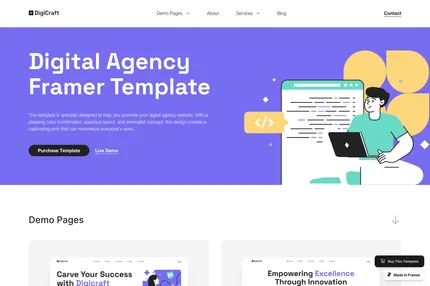 DigiCraft
Demo Pages
About
Services
Blog
Contact
Digital Agency
Framer Template
This template is specially designed to help you promote your digital agency website. With a
pleasing color combination, spacious layout, and minimalist concept, this design creates a
captivating look that can mesmerize everyone's eyes.
Purchase Template
Live Demo
</>
Demo Pages
Buy This Template
Made in Framer
Carve Your Success
with Digicraft
Empowering Excellence
Through Innovation